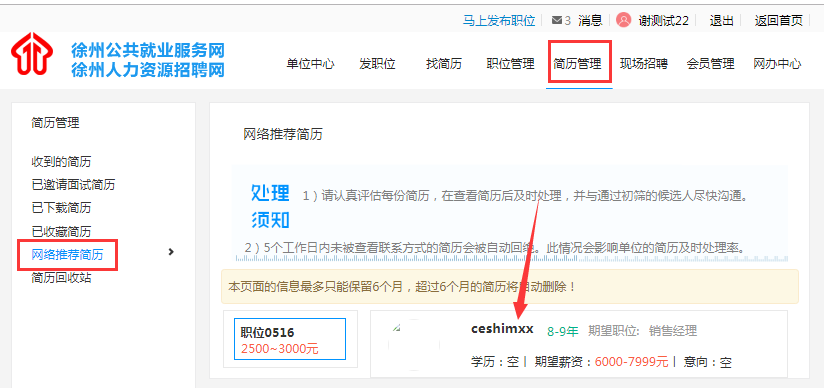 马上发布职位 3 消息 谢测试22 退出 返回首页
徐州公共就业服务网
徐州人力资源招聘网
单位中心 发职位 找简历 职位管理 简历管理 现场招聘 会员管理 网办中心
简历管理
收到的简历
已邀请面试简历
已下载简历
已收藏简历
网络推荐简历
简历回收站
网络推荐简历
处理须知
1）请认真评估每份简历，在查看简历后及时处理，并与通过初筛的候选人尽快沟通。
2）5个工作日内未被查看联系方式的简历会被自动回绝。此情况会影响单位的简历及时处理率。
本页面的信息最多只能保留6个月，超过6个月的简历将自动删除！
职位0516
2500~3000元
ceshimxx 8-9年 期望职位: 销售经理
学历：空丨 期望薪资：6000-7999元丨 意向：空